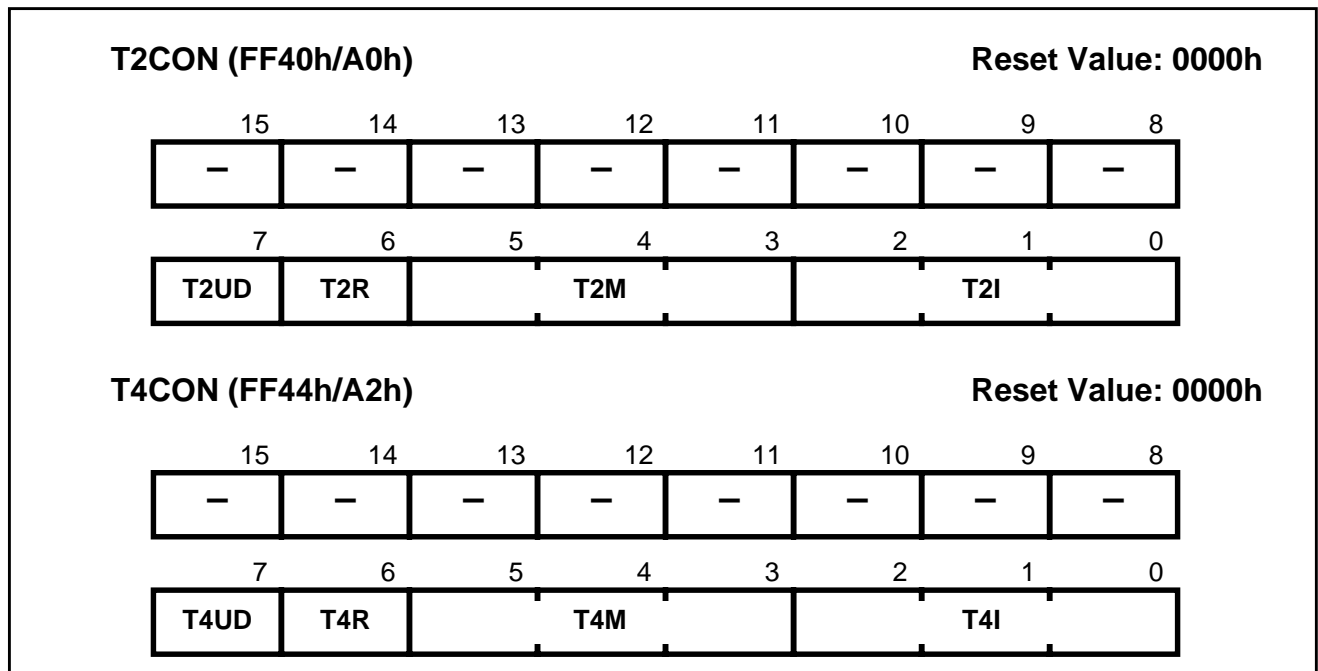 T2CON (FF40h/A0h) Reset Value: 0000h
15 14 13 12 11 10 9 8
– – – – – – – –
7 6 5 4 3 2 1 0
T2UD T2R T2M T2I
T4CON (FF44h/A2h) Reset Value: 0000h
15 14 13 12 11 10 9 8
– – – – – – – –
7 6 5 4 3 2 1 0
T4UD T4R T4M T4I